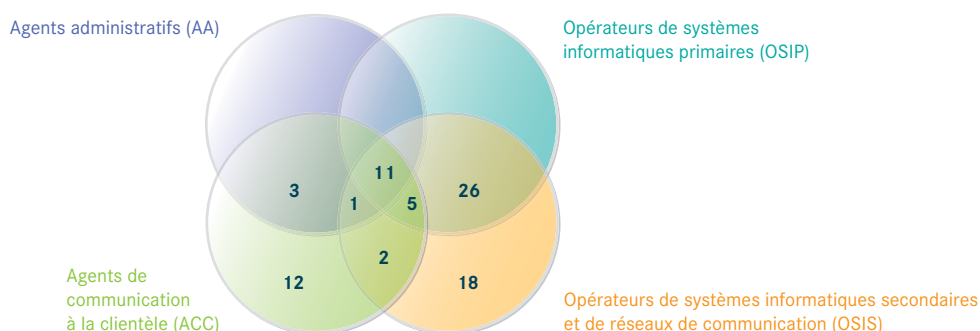 Agents administratifs (AA)
Opérateurs de systèmes
informatiques primaires (OSIP)
11
3
26
1
5
2
12
18
Agents de
communication
à la clientèle (ACC)
Opérateurs de systèmes informatiques secondaires
et de réseaux de communication (OSIS)